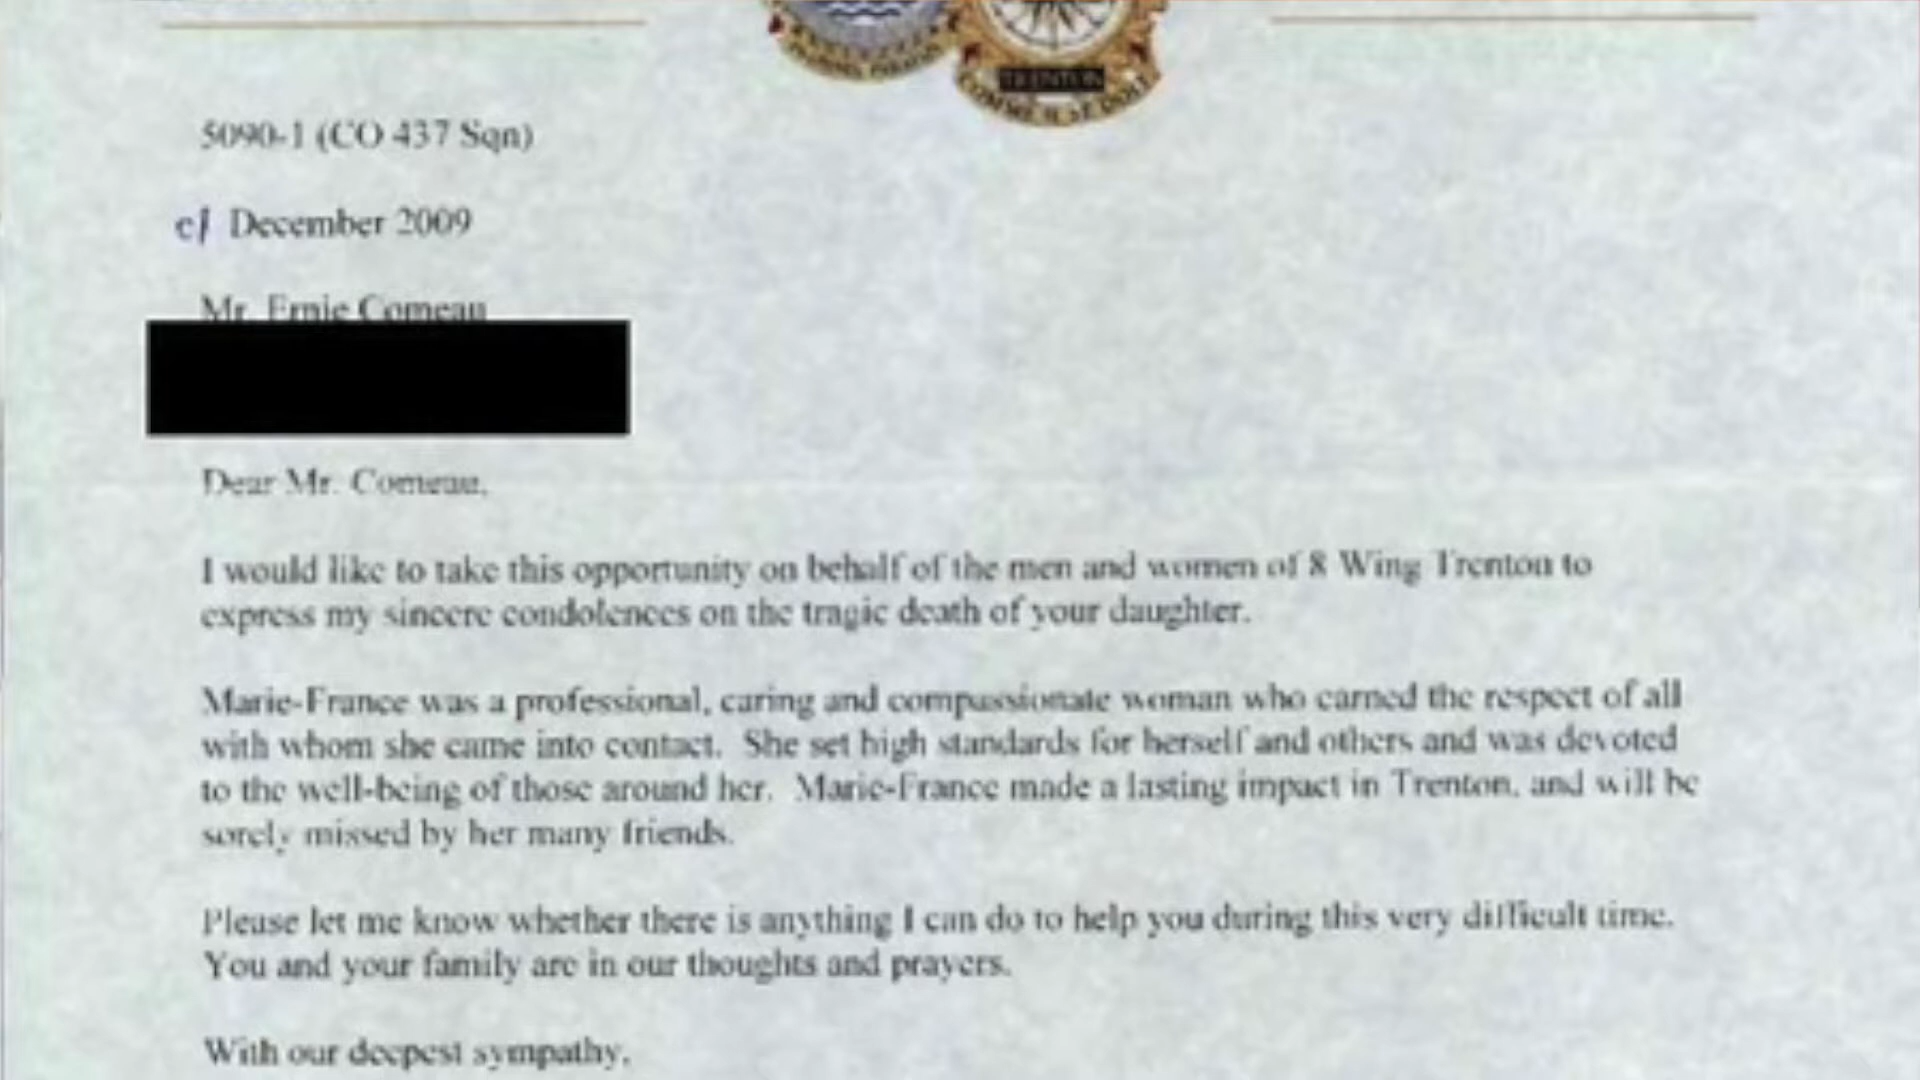 TRENTON
5090-1 (CO 437 Sqn)
December 2009
Mr. Ernie Comeau
Dear Mr. Comeau,
I would like to take this opportunity on behalf of the men and women of 8 Wing Trenton to
express my sincere condolences on the tragic death of your daughter.
Marie-France was a professional, caring and compassionate woman who earned the respect of all
with whom she came into contact. She set high standards for herself and others and was devoted
to the well-being of those around her. Marie-France made a lasting impact in Trenton, and will be
sorely missed by her many friends.
Please let me know whether there is anything I can do to help you during this very difficult time.
You and your family are in our thoughts and prayers.
With our deepest sympathy,